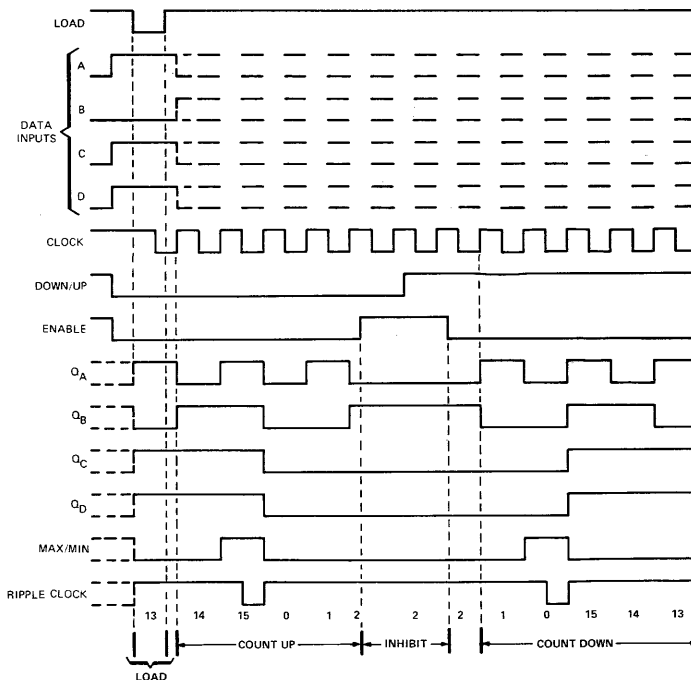 LOAD
A
B
DATA
INPUTS
C
D
CLOCK
DOWN/UP
ENABLE
QA
QB
QC
QD
MAX/MIN
RIPPLE CLOCK
13 14 15 0 1 2 2 2 1 0 15 14 13
COUNT UP INHIBIT COUNT DOWN
LOAD